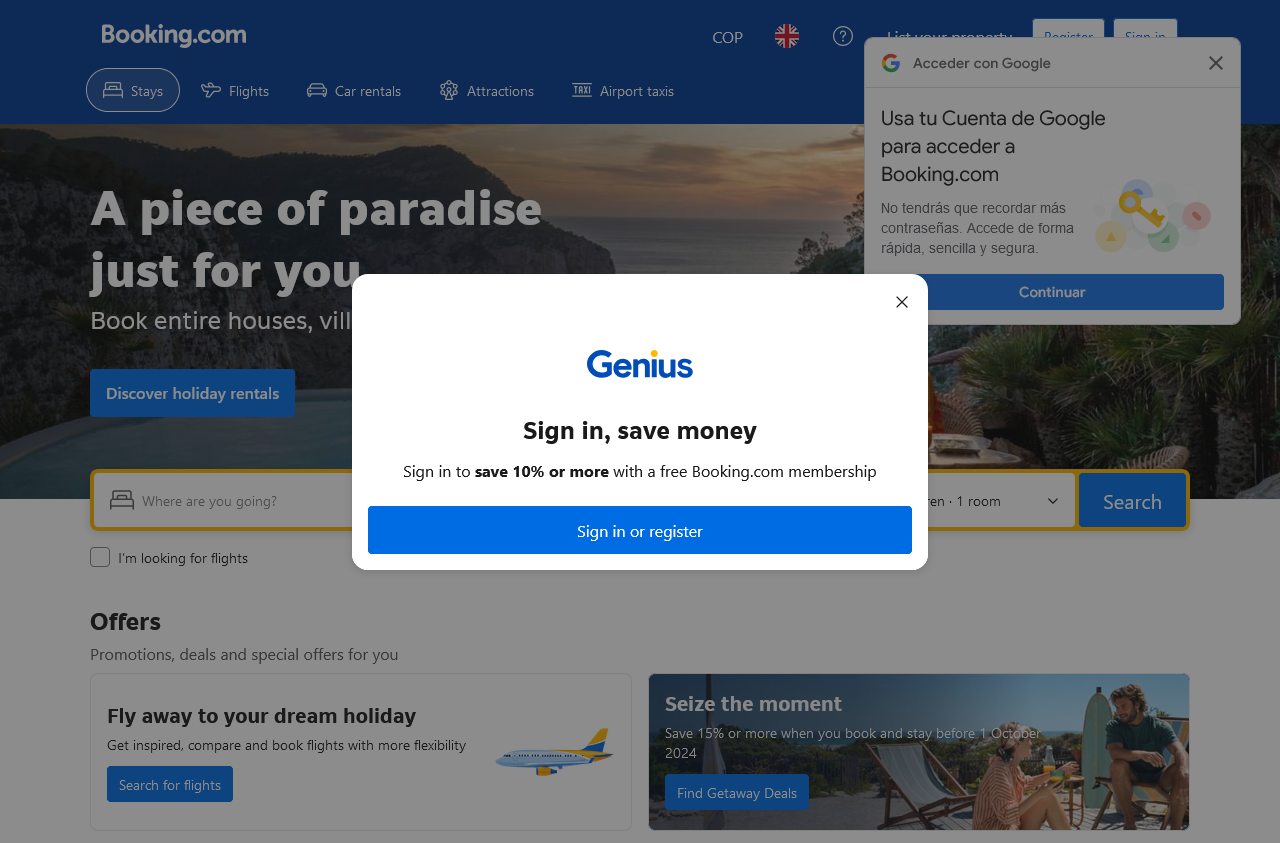 Booking.com
COP
List your property
Register
Sign in
Stays
Flights
Car rentals
Attractions
TAXI
Airport taxis
Acceder con Google
Usa tu Cuenta de Google
para acceder a
Booking.com
No tendrás que recordar más
contraseñas. Accede de forma
rápida, sencilla y segura.
Continuar
A piece of paradise
just for you
Book entire houses, vill
Discover holiday rentals
Genius
Sign in, save money
Sign in to save 10% or more with a free Booking.com membership
Sign in or register
Where are you going?
ren · 1 room
Search
I'm looking for flights
Offers
Promotions, deals and special offers for you
Fly away to your dream holiday
Get inspired, compare and book flights with more flexibility
Search for flights
Seize the moment
Save 15% or more when you book and stay before 1 October
2024
Find Getaway Deals